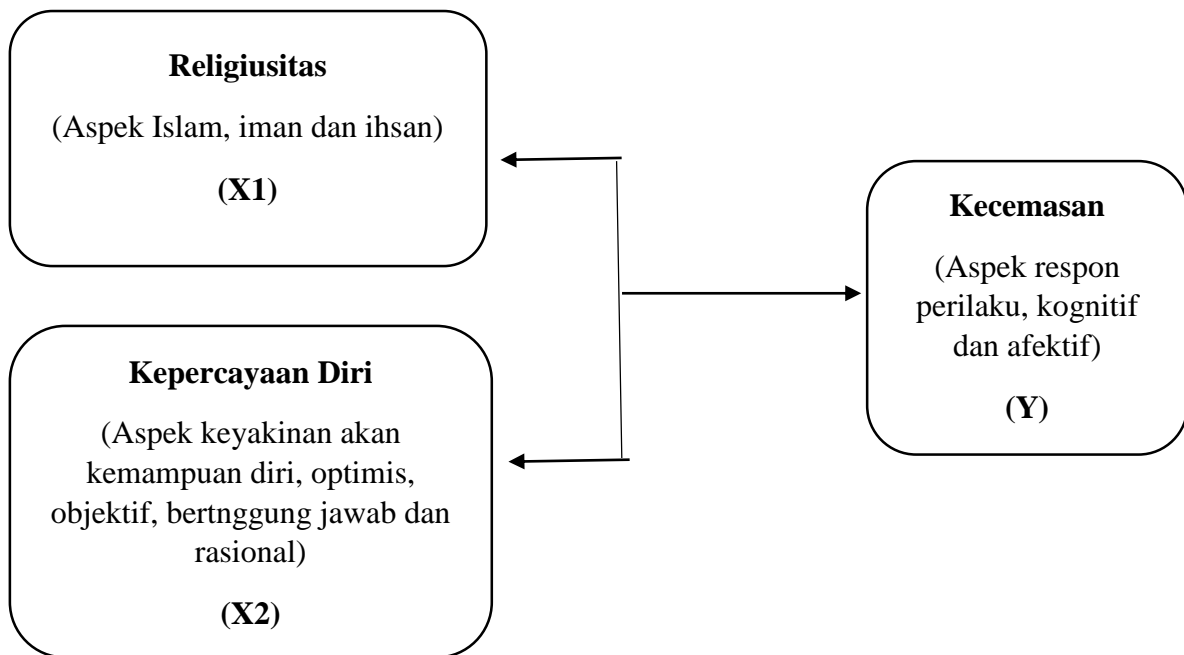 Religiusitas
(Aspek Islam, iman dan ihsan)
(X1)
Kecemasan
(Aspek respon
perilaku, kognitif
dan afektif)
(Y)
Kepercayaan Diri
(Aspek keyakinan akan
kemampuan diri, optimis,
objektif, bertnggung jawab dan
rasional)
(X2)